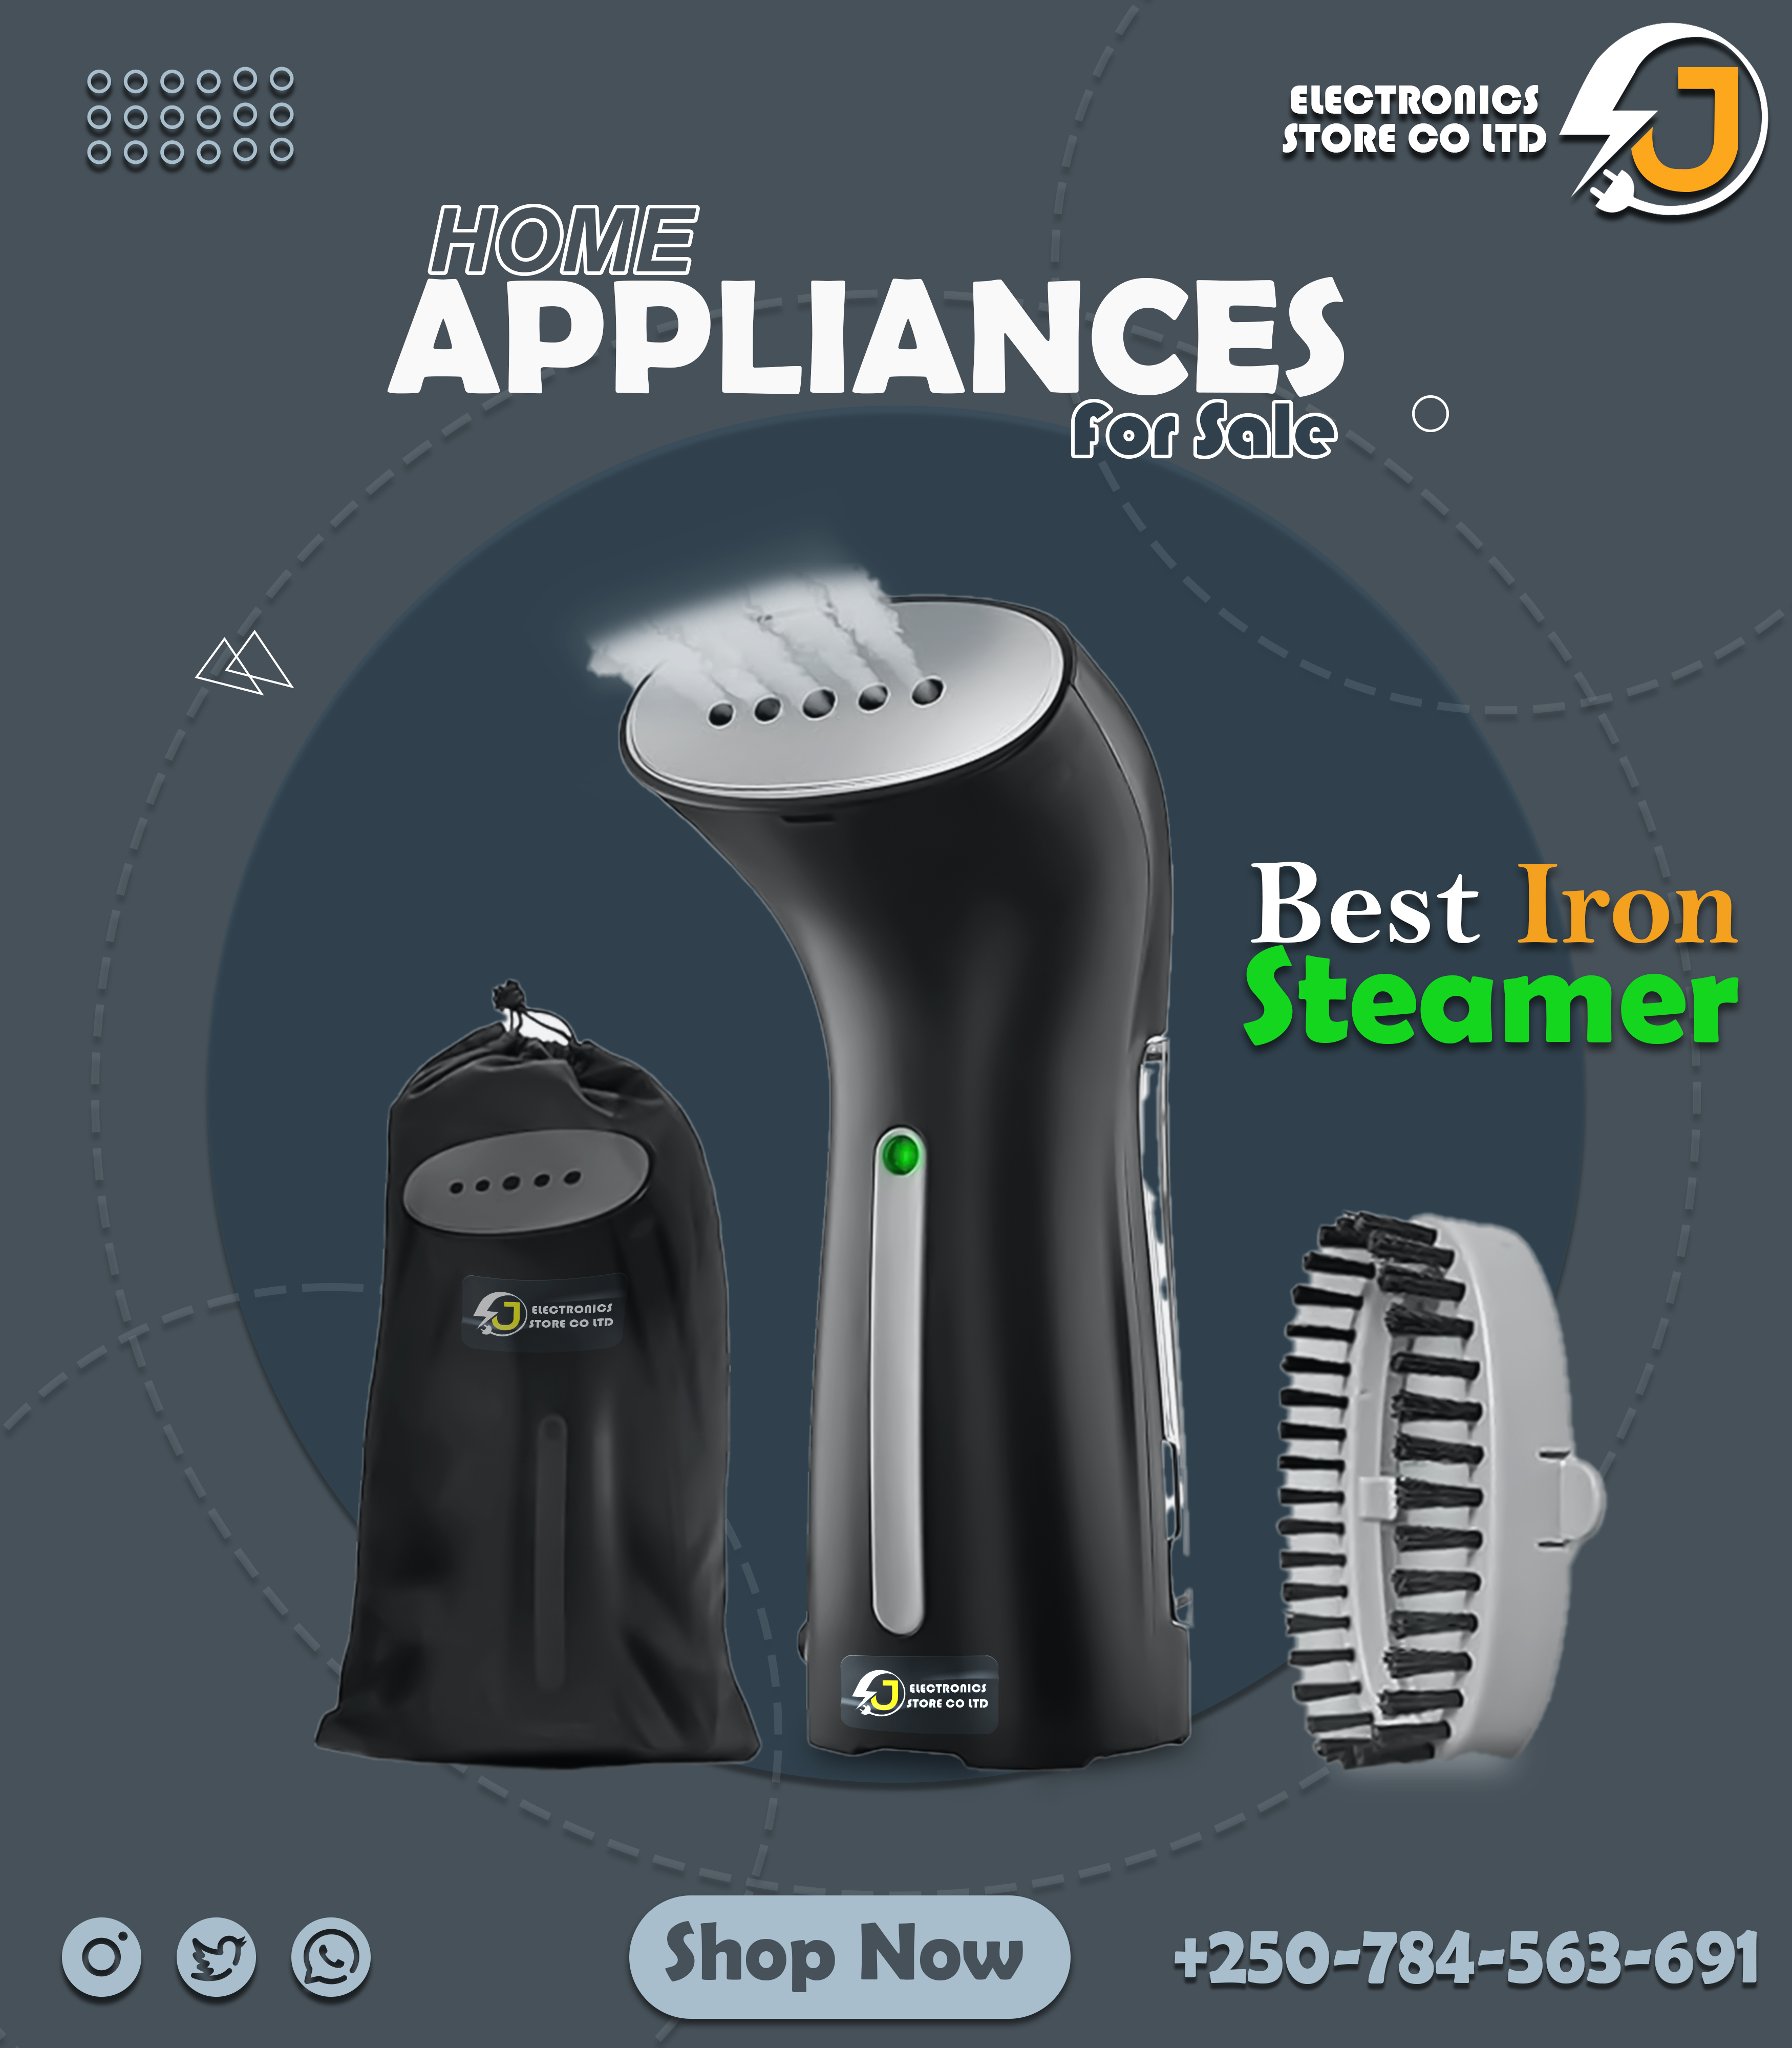 ELECTRONICS
STORE CO LTD
J
HOME
APPLIANCES
For Sale
Best Iron
Steamer
J ELECTRONICS
STORE CO LTD
J ELECTRONICS
STORE CO LTD
Shop Now
+250-784-563-691